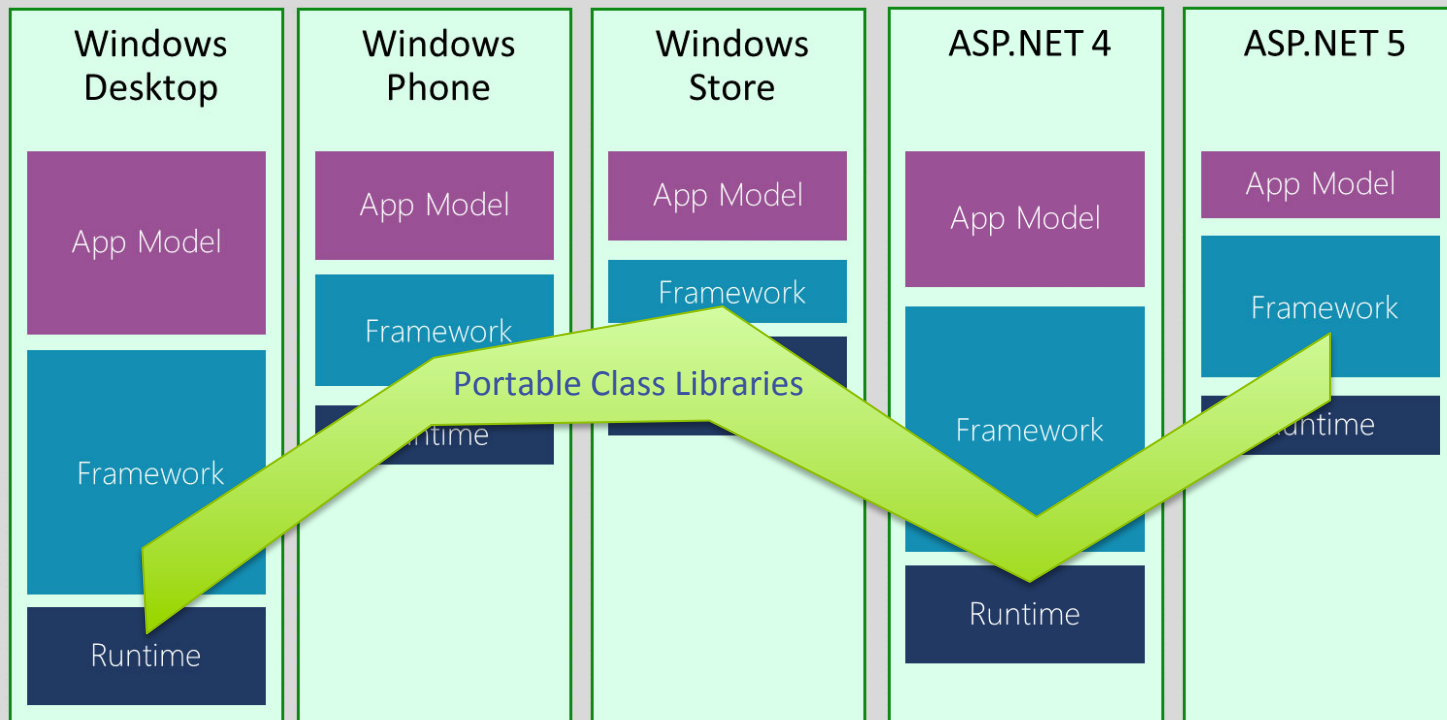 Windows
Desktop
App Model
Framework
Runtime
Windows
Phone
App Model
Framework
Windows
Store
App Model
Framework
Portable Class Libraries
ASP.NET 4
App Model
Framework
Runtime
ASP.NET 5
App Model
Framework